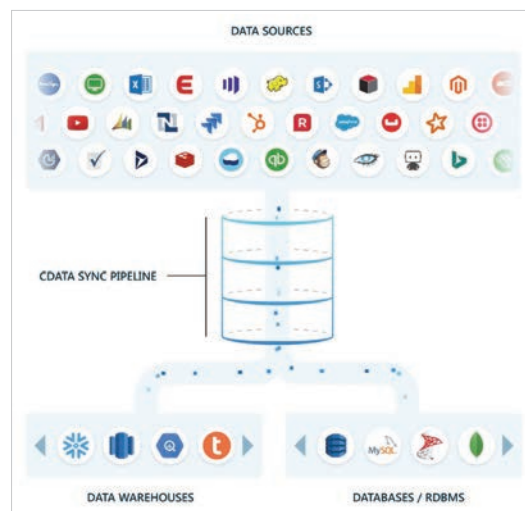 DATA SOURCES
CDATA SYNC PIPELINE
MySQL
DATA WAREHOUSES
DATABASES / RDBMS